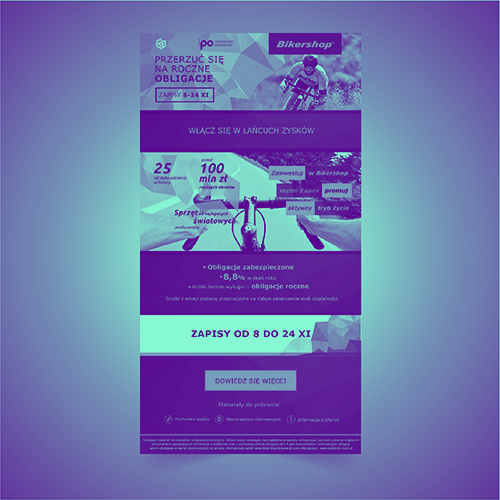 ipo
Bikershop®
PRZERZUĆ SIĘ
NA ROCZNE
OBLIGACJE
ZAPISY 8-24 XI
WŁĄCZ SIĘ W ŁAŃCUCH ZYSKÓW
25
lat doświadczenia
w branży
ponad
100
mln zł
rocznych obrotów
Zainwestuj w Bikershop
razem z nami promuj
aktywny tryb życia
Sprzęt od najlepszych
światowych
producentów
• Obligacje zabezpieczone
• 8,8% w skali roku
• Krótki termin wykupu – obligacje roczne
Środki z emisji zostaną przeznaczone na dalsze zwiększenie skali działalności
ZAPISY OD 8 DO 24 XI
DOWIEDZ SIĘ WIĘCEJ
Materiały do pobrania:
Formularz zapisu
Memorandum informacyjne
Informacja o Ofercie